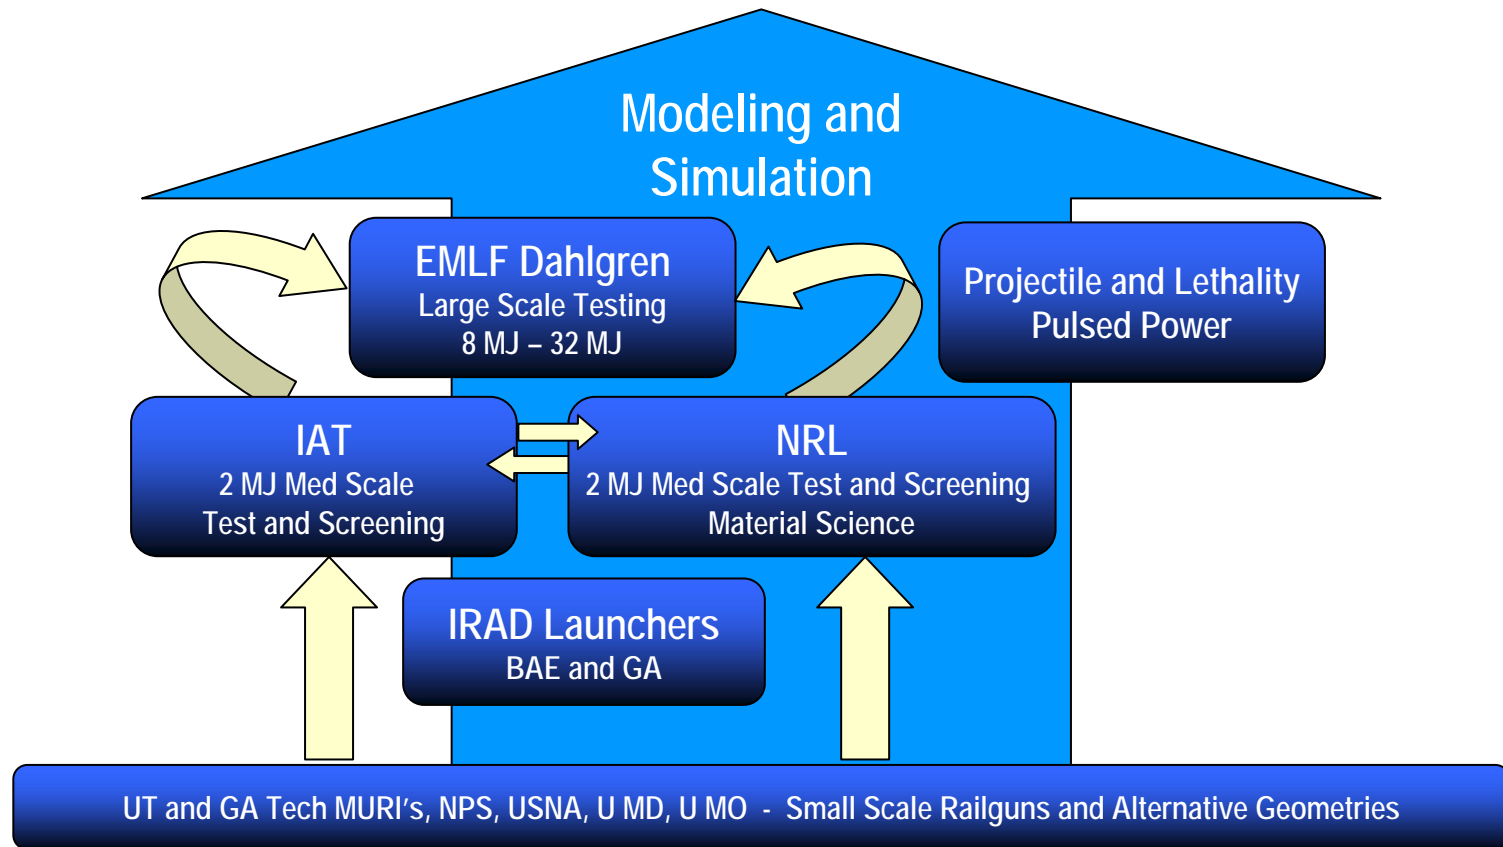 Modeling and
Simulation
EMLF Dahlgren
Large Scale Testing
8 MJ – 32 MJ
Projectile and Lethality
Pulsed Power
IAT
2 MJ Med Scale
Test and Screening
NRL
2 MJ Med Scale Test and Screening
Material Science
IRAD Launchers
BAE and GA
UT and GA Tech MURI's, NPS, USNA, U MD, U MO - Small Scale Railguns and Alternative Geometries